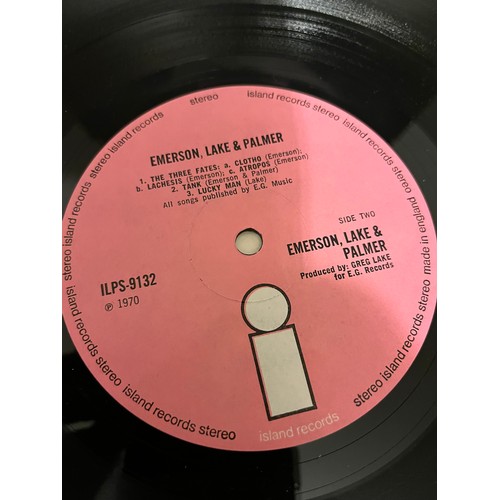 EMERSON, LAKE & PALMER
1. THE THREE FATES: a. CLOTHO (Emerson);
b. LACHESIS (Emerson); c. ATROPOS (Emerson)
2. TANK (Emerson & Palmer)
3. LUCKY MAN (Lake)
All songs published by E.G. Music
SIDE TWO
EMERSON, LAKE &
PALMER
Produced by: GREG LAKE
for E.G. Records
ILPS-9132
℗ 1970
island records stereo island records stereo island records stereo
island records
stereo island records stereo
made in england
island records stereo